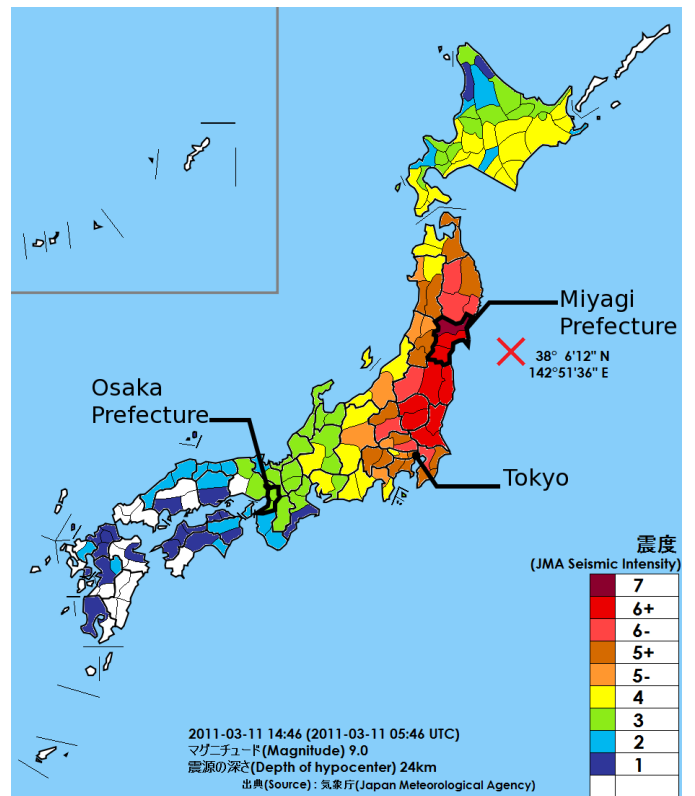 Miyagi
Prefecture
38° 6'12" N
142°51'36" E
Osaka
Prefecture
Tokyo
震度
(JMA Seismic Intensity)
7
6+
6-
5+
5-
4
3
2
1
2011-03-11 14:46 (2011-03-11 05:46 UTC)
マグニチュード(Magnitude) 9.0
震源の深さ(Depth of hypocenter) 24km
出典(Source) : 気象庁(Japan Meteorological Agency)